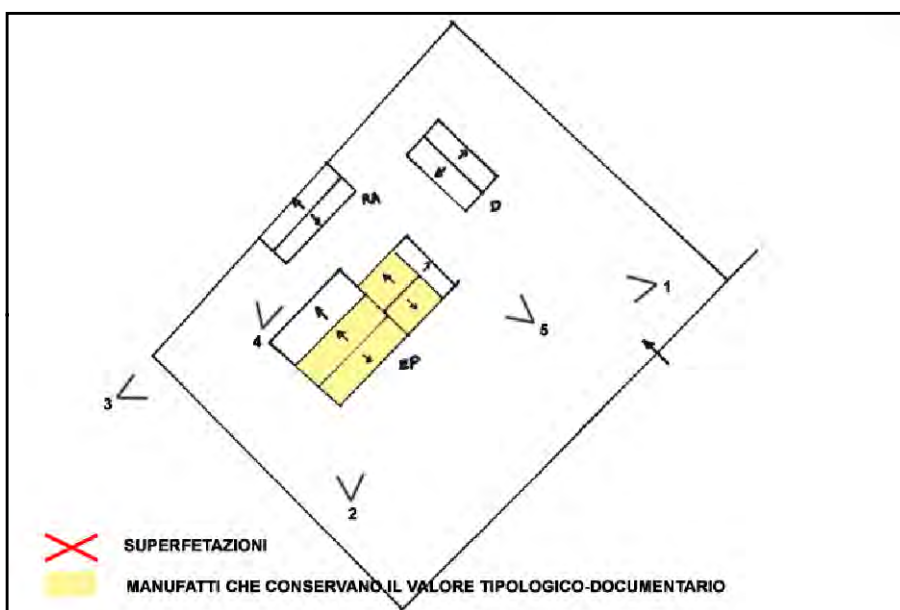 RA
D
1
5
4
EP
3
2
SUPERFETAZIONI
MANUFATTI CHE CONSERVANO IL VALORE TIPOLOGICO-DOCUMENTARIO